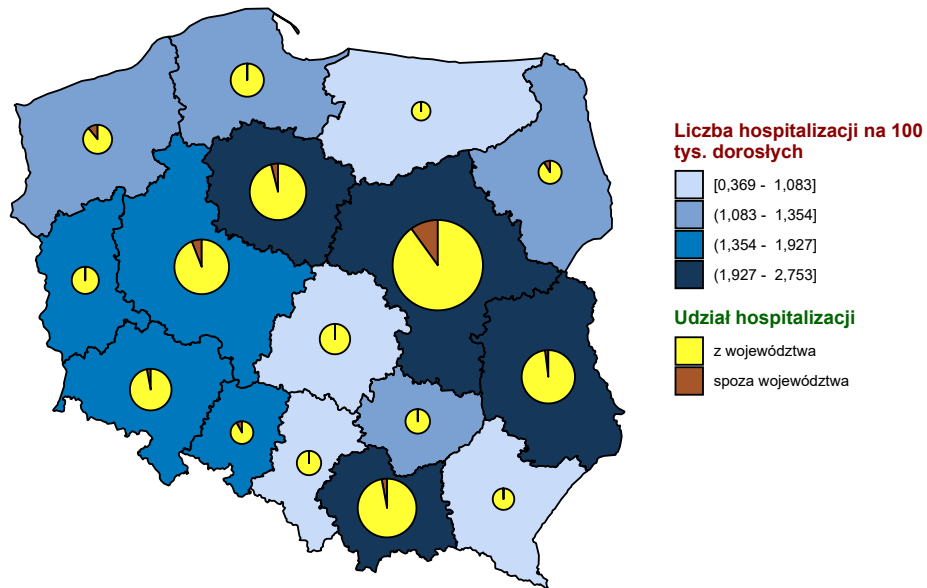 Liczba hospitalizacji na 100
tys. dorosłych
[0,369 - 1,083]
(1,083 - 1,354]
(1,354 - 1,927]
(1,927 - 2,753]
Udział hospitalizacji
z województwa
spoza województwa